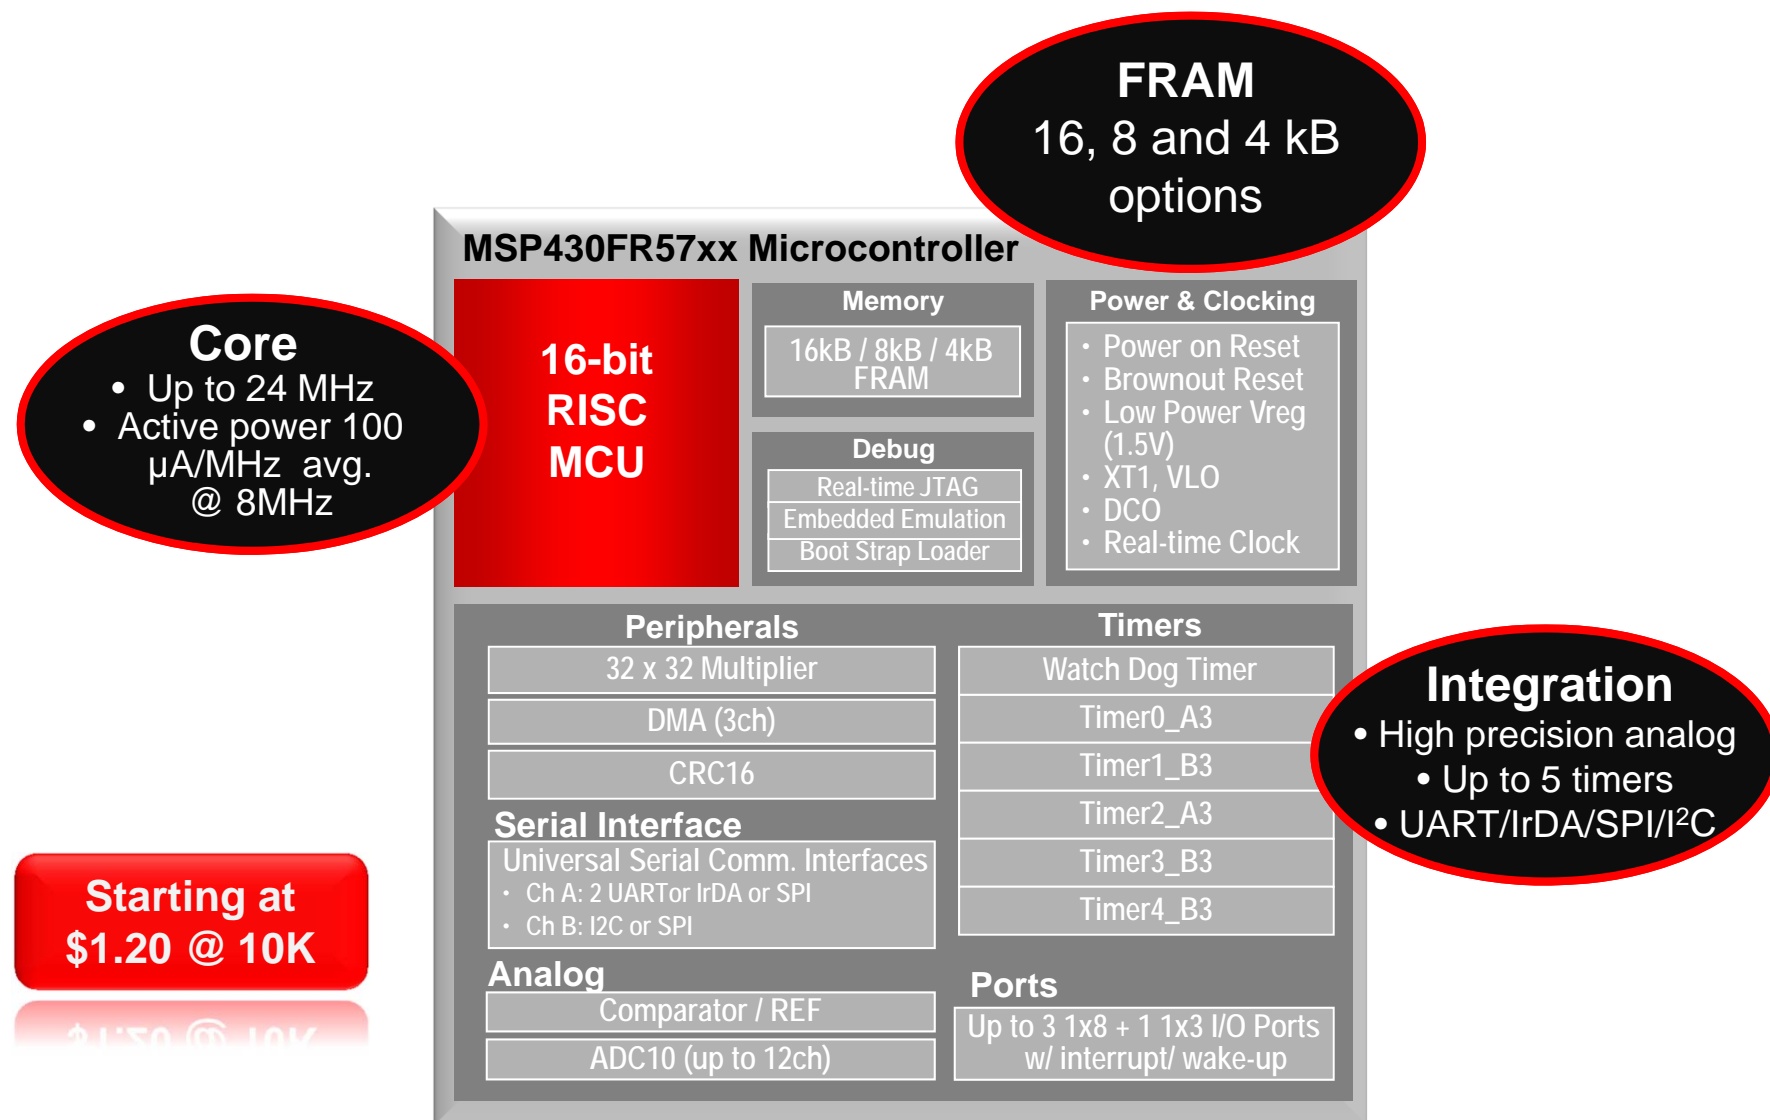 FRAM
16, 8 and 4 kB
options
MSP430FR57xx Microcontroller
Core
• Up to 24 MHz
• Active power 100
µA/MHz avg.
@ 8MHz
16-bit
RISC
MCU
Memory
16kB / 8kB / 4kB
FRAM
Debug
Real-time JTAG
Embedded Emulation
Boot Strap Loader
Power & Clocking
• Power on Reset
• Brownout Reset
• Low Power Vreg
(1.5V)
• XT1, VLO
• DCO
• Real-time Clock
Peripherals
32 x 32 Multiplier
DMA (3ch)
CRC16
Serial Interface
Universal Serial Comm. Interfaces
• Ch A: 2 UARTor IrDA or SPI
• Ch B: I2C or SPI
Analog
Comparator / REF
ADC10 (up to 12ch)
Timers
Watch Dog Timer
Timer0_A3
Timer1_B3
Timer2_A3
Timer3_B3
Timer4_B3
Ports
Up to 3 1x8 + 1 1x3 I/O Ports
w/ interrupt/ wake-up
Integration
• High precision analog
• Up to 5 timers
• UART/IrDA/SPI/I²C
Starting at
$1.20 @ 10K